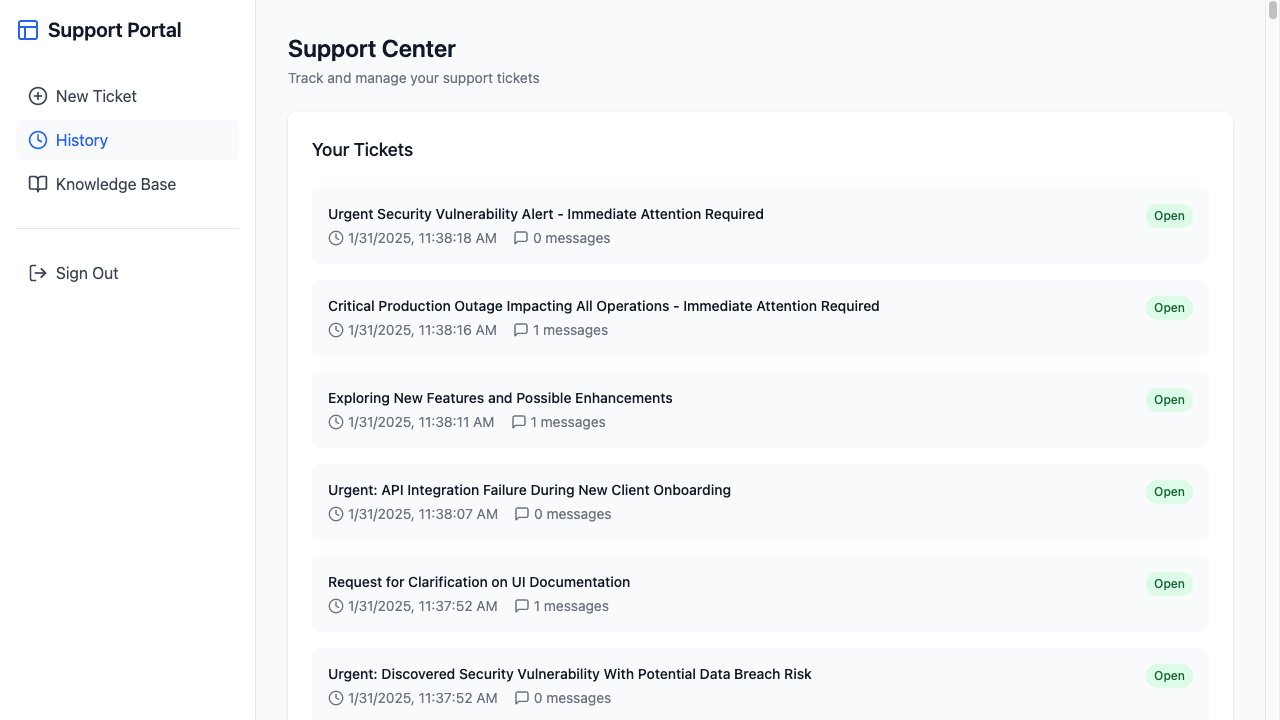 Support Portal
New Ticket
History
Knowledge Base
Sign Out
Support Center
Track and manage your support tickets
Your Tickets
Urgent Security Vulnerability Alert - Immediate Attention Required
Open
1/31/2025, 11:38:18 AM 0 messages
Critical Production Outage Impacting All Operations - Immediate Attention Required
Open
1/31/2025, 11:38:16 AM 1 messages
Exploring New Features and Possible Enhancements
Open
1/31/2025, 11:38:11 AM 1 messages
Urgent: API Integration Failure During New Client Onboarding
Open
1/31/2025, 11:38:07 AM 0 messages
Request for Clarification on UI Documentation
Open
1/31/2025, 11:37:52 AM 1 messages
Urgent: Discovered Security Vulnerability With Potential Data Breach Risk
Open
1/31/2025, 11:37:52 AM 0 messages